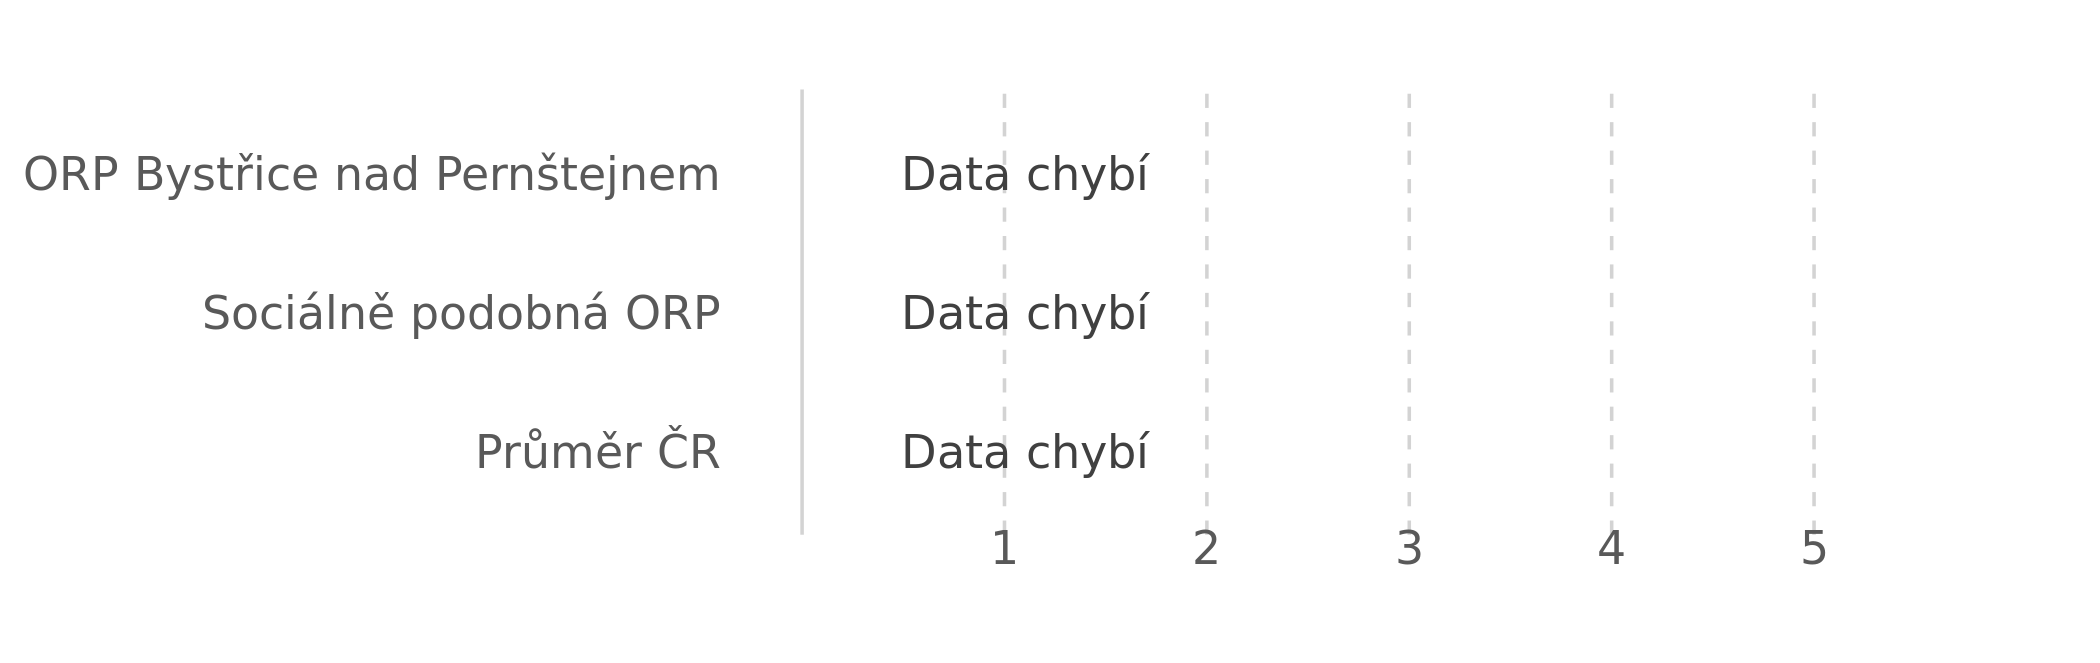 ORP Bystřice nad Pernštejnem Data chybí
Sociálně podobná ORP Data chybí
Průměr ČR Data chybí
1 2 3 4 5